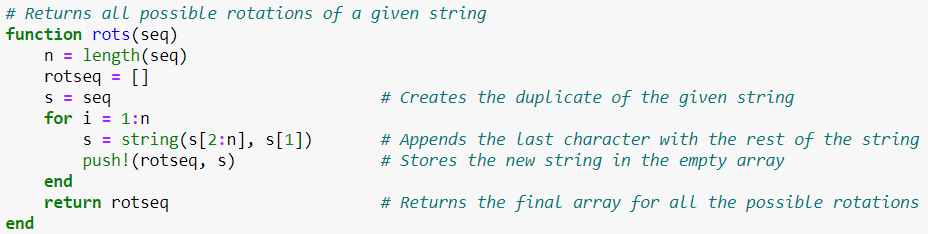 # Returns all possible rotations of a given string
function rots(seq)
    n = length(seq)
    rotseq = []
    s = seq                            # Creates the duplicate of the given string
    for i = 1:n
        s = string(s[2:n], s[1])       # Appends the last character with the rest of the string
        push!(rotseq, s)               # Stores the new string in the empty array
    end
    return rotseq                      # Returns the final array for all the possible rotations
end